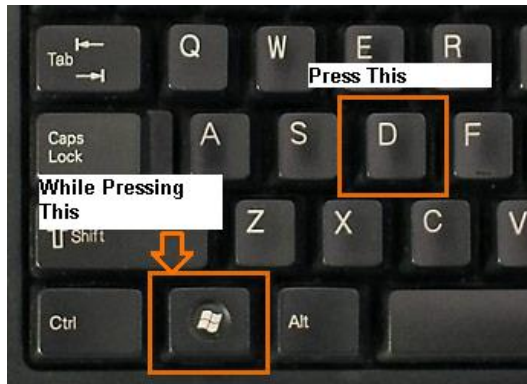 Tab
Q W E R
Press This
Caps
Lock
A S D F
While Pressing
This
Shift
Z X C V
Ctrl
Alt